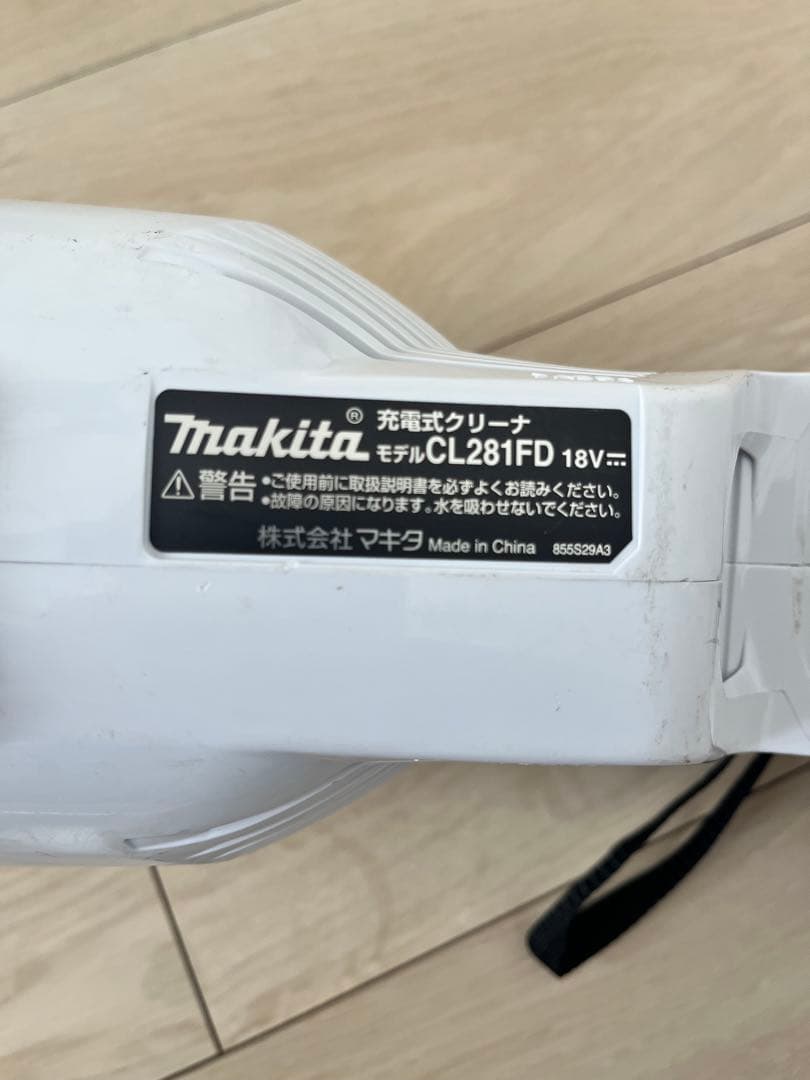 makita® 充電式クリーナ
モデルCL281FD 18V⎓
⚠警告 •ご使用前に取扱説明書を必ずよくお読みください。
•故障の原因になります。水を吸わせないでください。
株式会社マキタ Made in China 855S29A3